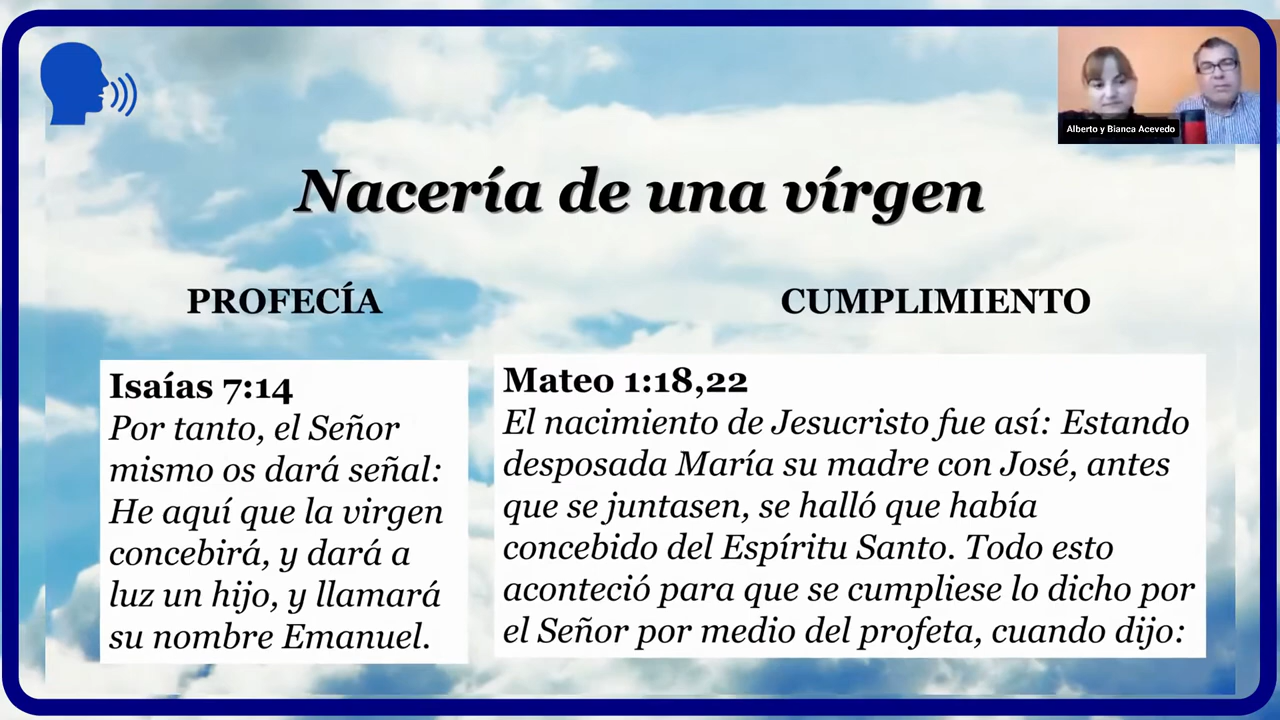 Alberto y Bianca Acevedo
Nacería de una vírgen
PROFECÍA
CUMPLIMIENTO
Isaías 7:14
Por tanto, el Señor
mismo os dará señal:
He aquí que la virgen
concebirá, y dará a
luz un hijo, y llamará
su nombre Emanuel.
Mateo 1:18,22
El nacimiento de Jesucristo fue así: Estando
desposada María su madre con José, antes
que se juntasen, se halló que había
concebido del Espíritu Santo. Todo esto
aconteció para que se cumpliese lo dicho por
el Señor por medio del profeta, cuando dijo: